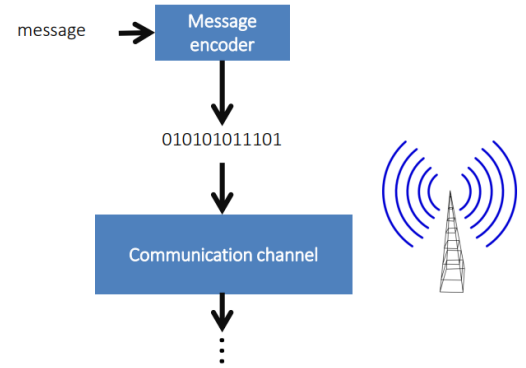 message
Message
encoder
010101011101
Communication channel